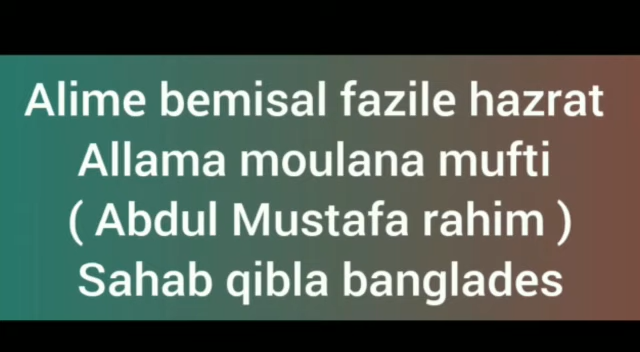 Alime bemisal fazile hazrat
Allama moulana mufti
( Abdul Mustafa rahim )
Sahab qibla banglades